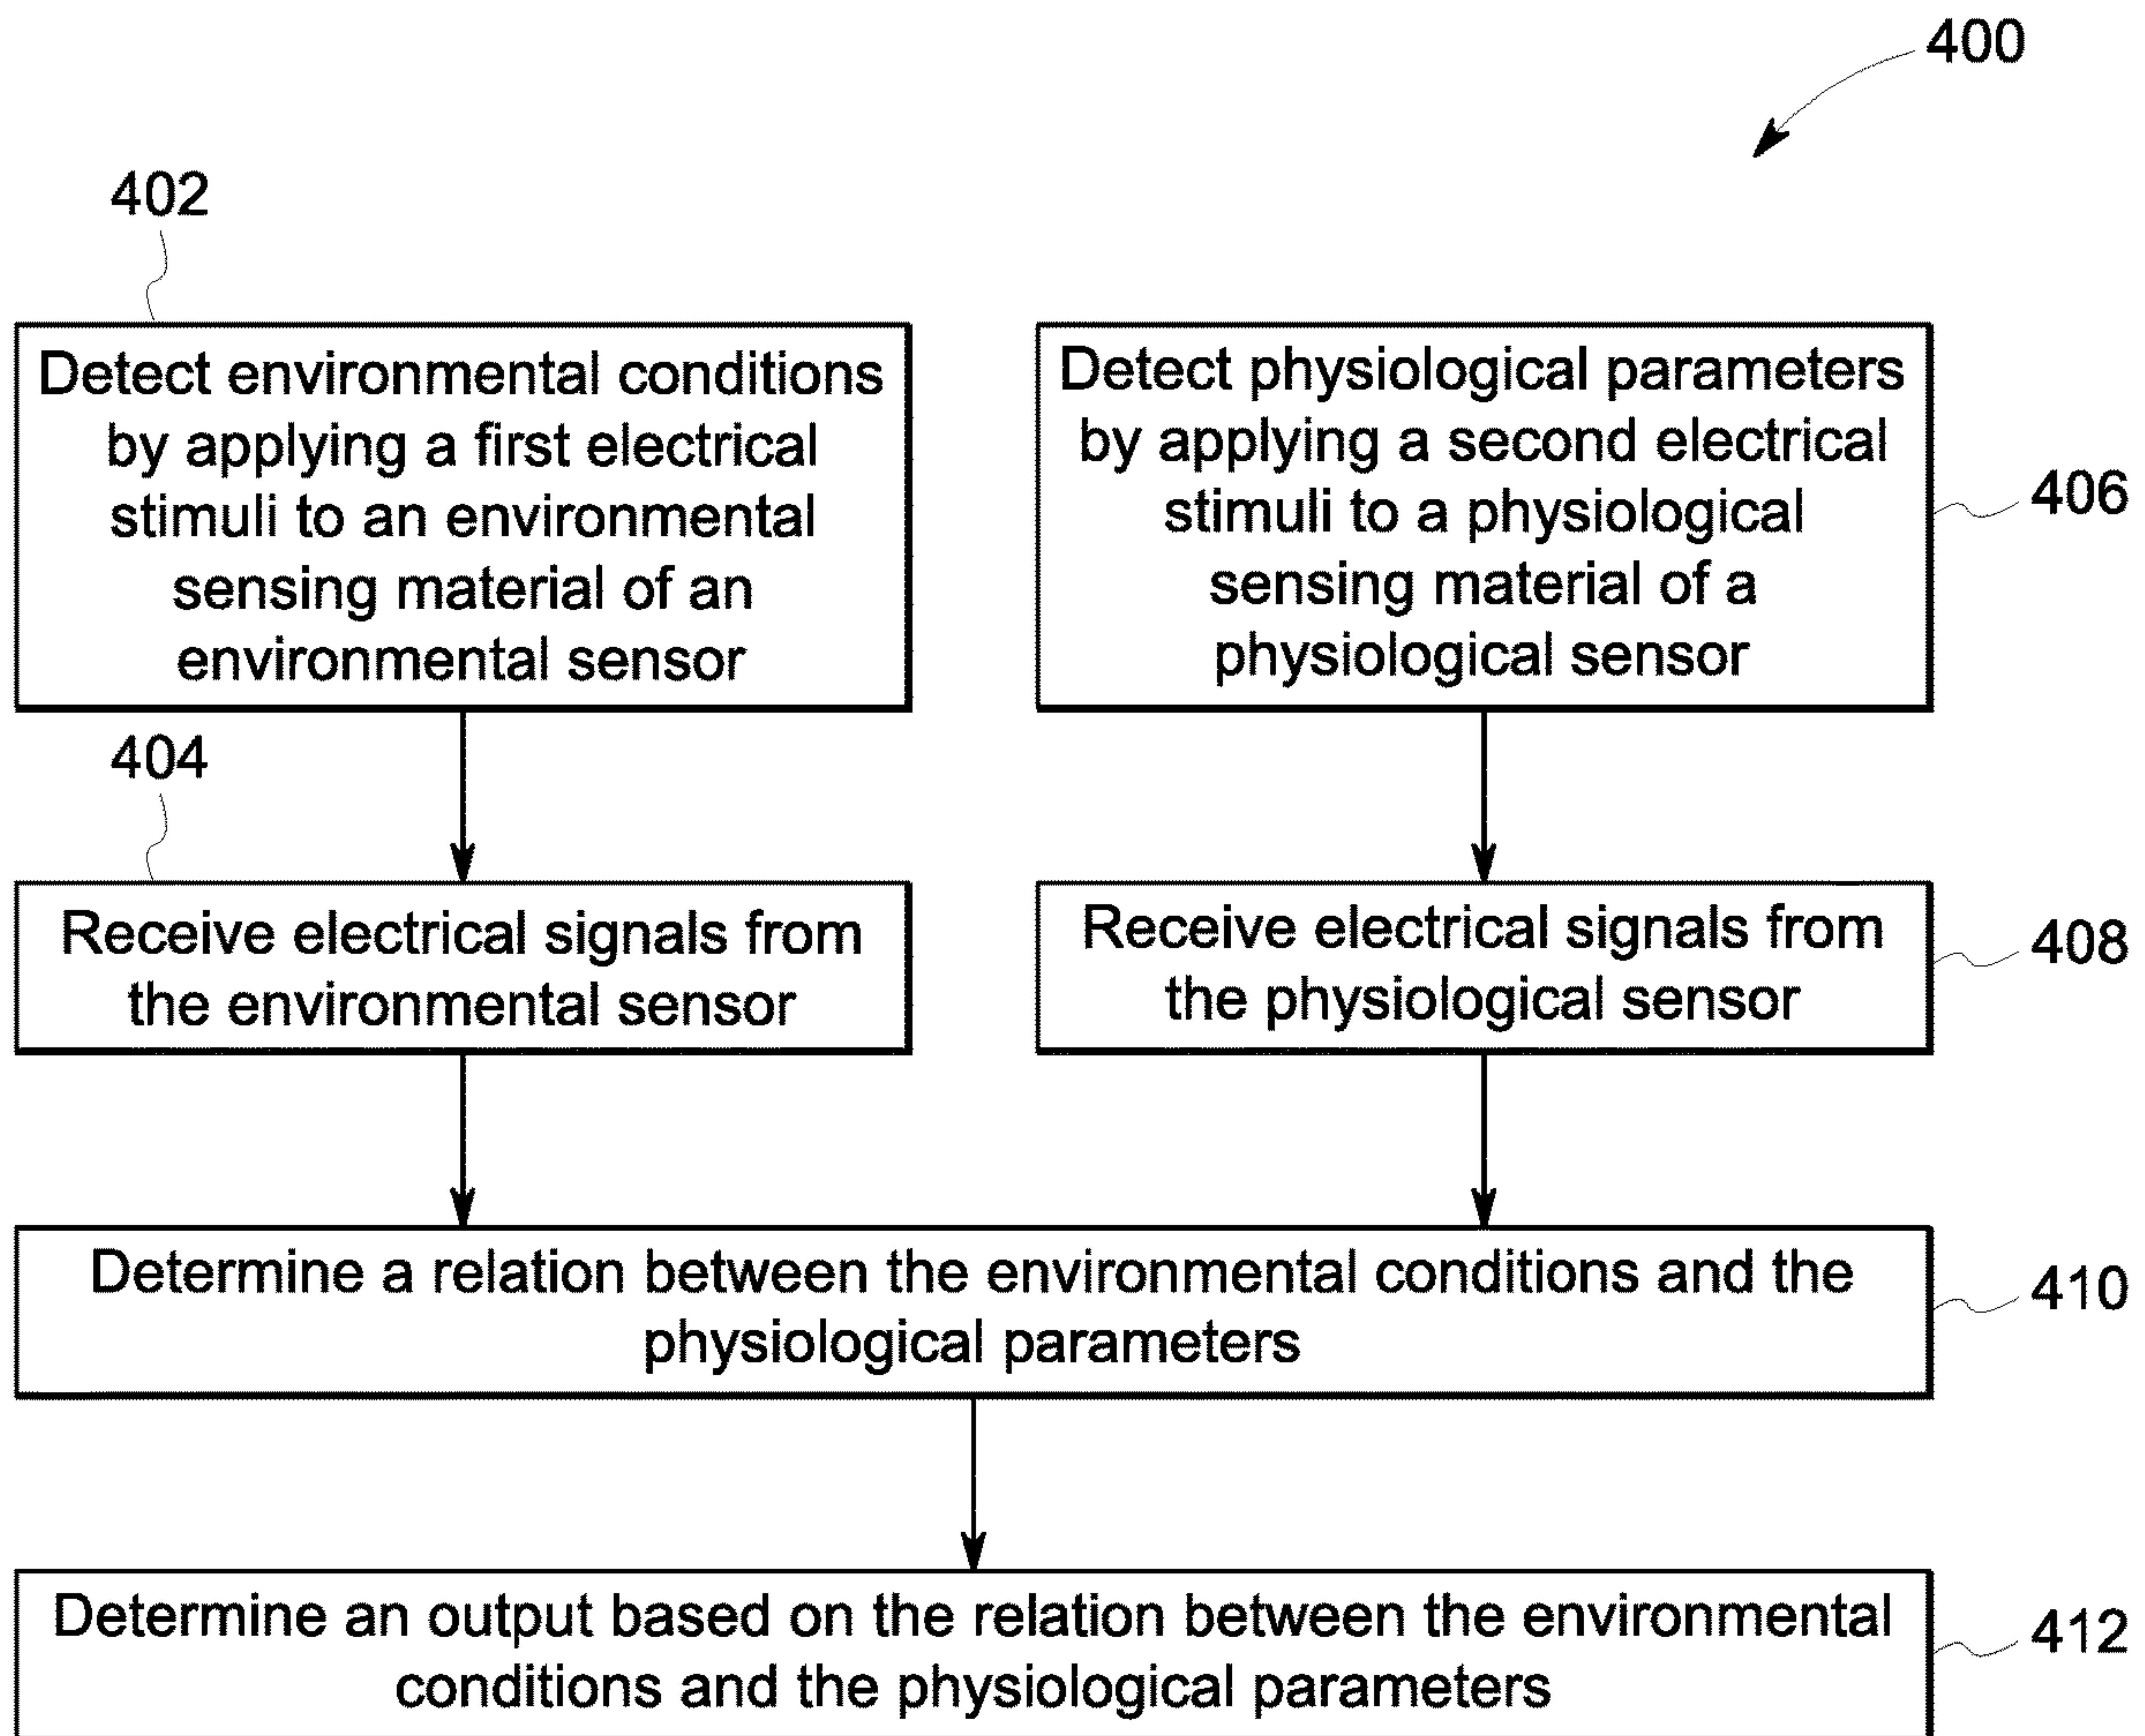 400
402
Detect environmental conditions
by applying a first electrical
stimuli to an environmental
sensing material of an
environmental sensor
Detect physiological parameters
by applying a second electrical
stimuli to a physiological
sensing material of a
physiological sensor
406
404
Receive electrical signals from
the environmental sensor
Receive electrical signals from
the physiological sensor
408
Determine a relation between the environmental conditions and the
physiological parameters
410
Determine an output based on the relation between the environmental
conditions and the physiological parameters
412